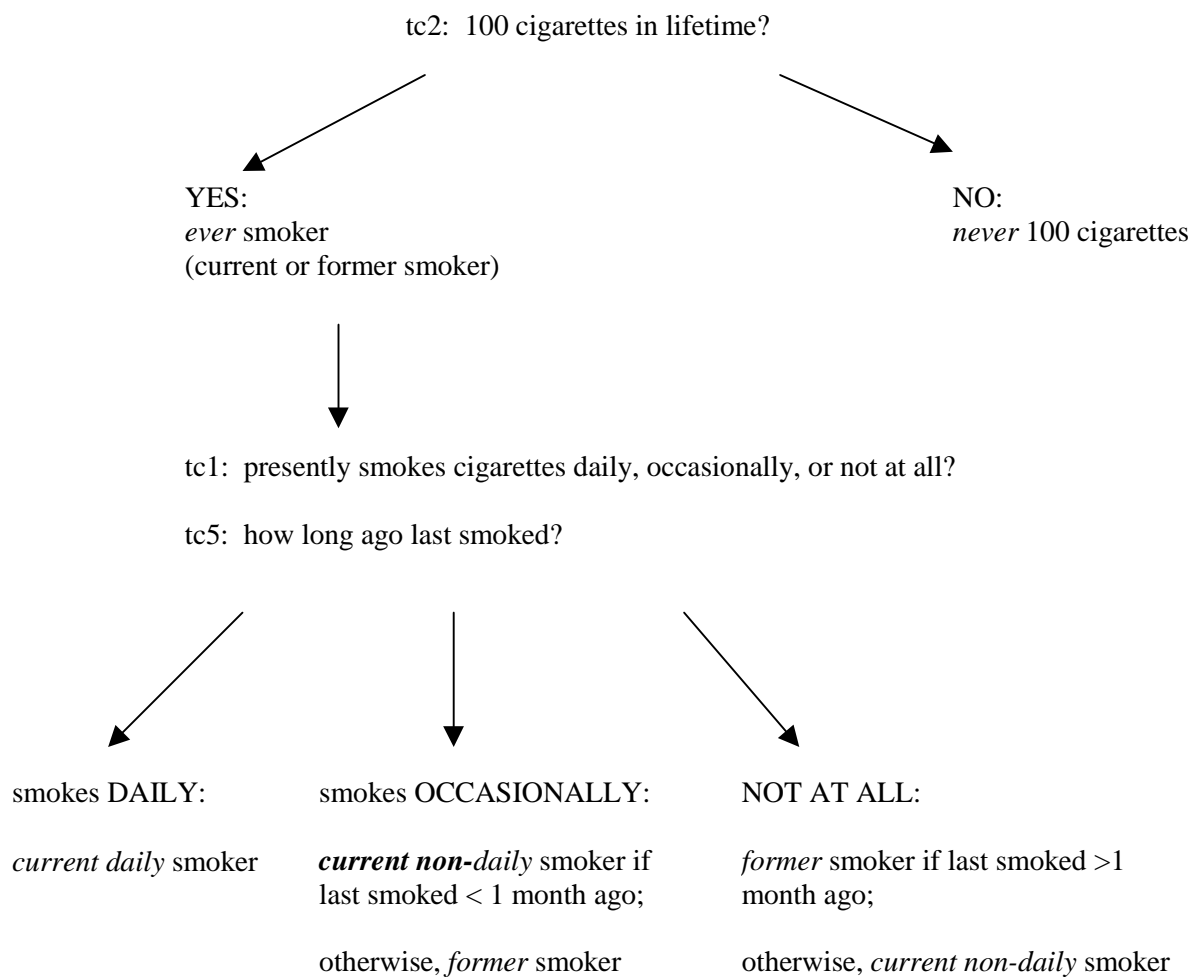 tc2: 100 cigarettes in lifetime?
YES:
ever smoker
(current or former smoker)
NO:
never 100 cigarettes
tc1: presently smokes cigarettes daily, occasionally, or not at all?
tc5: how long ago last smoked?
smokes DAILY:
current daily smoker
smokes OCCASIONALLY:
current non-daily smoker if
last smoked < 1 month ago;
otherwise, former smoker
NOT AT ALL:
former smoker if last smoked >1
month ago;
otherwise, current non-daily smoker